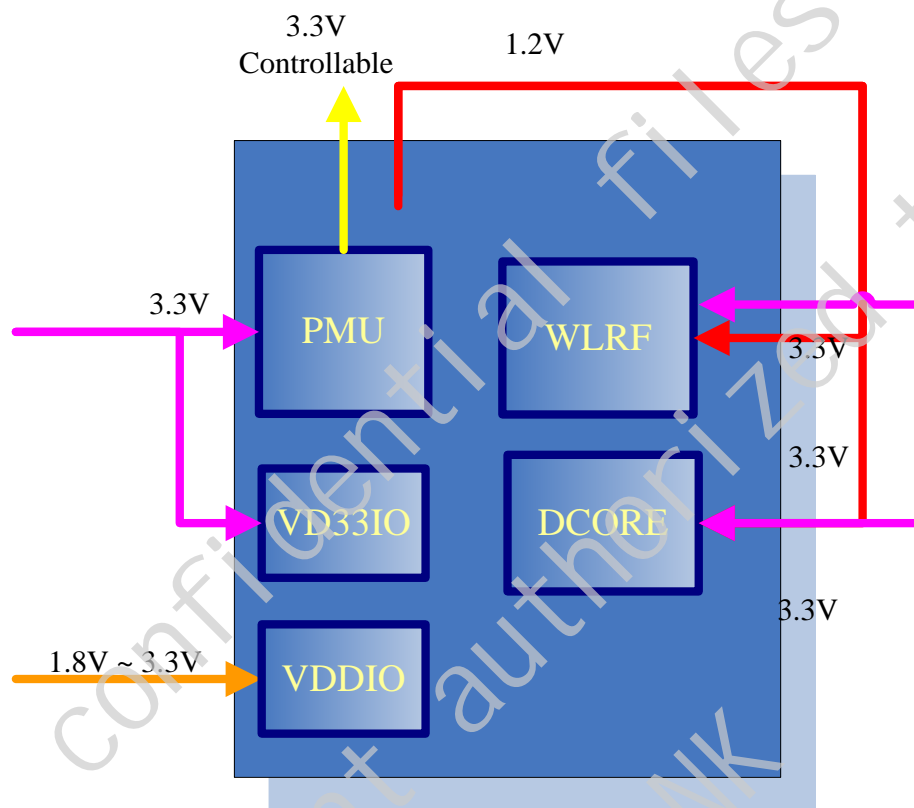 3.3V
Controllable
1.2V
3.3V
PMU
WLRF
3.3V
3.3V
VD33IO
DCORE
3.3V
1.8V ~ 3.3V
VDDIO
confidential files
authorized